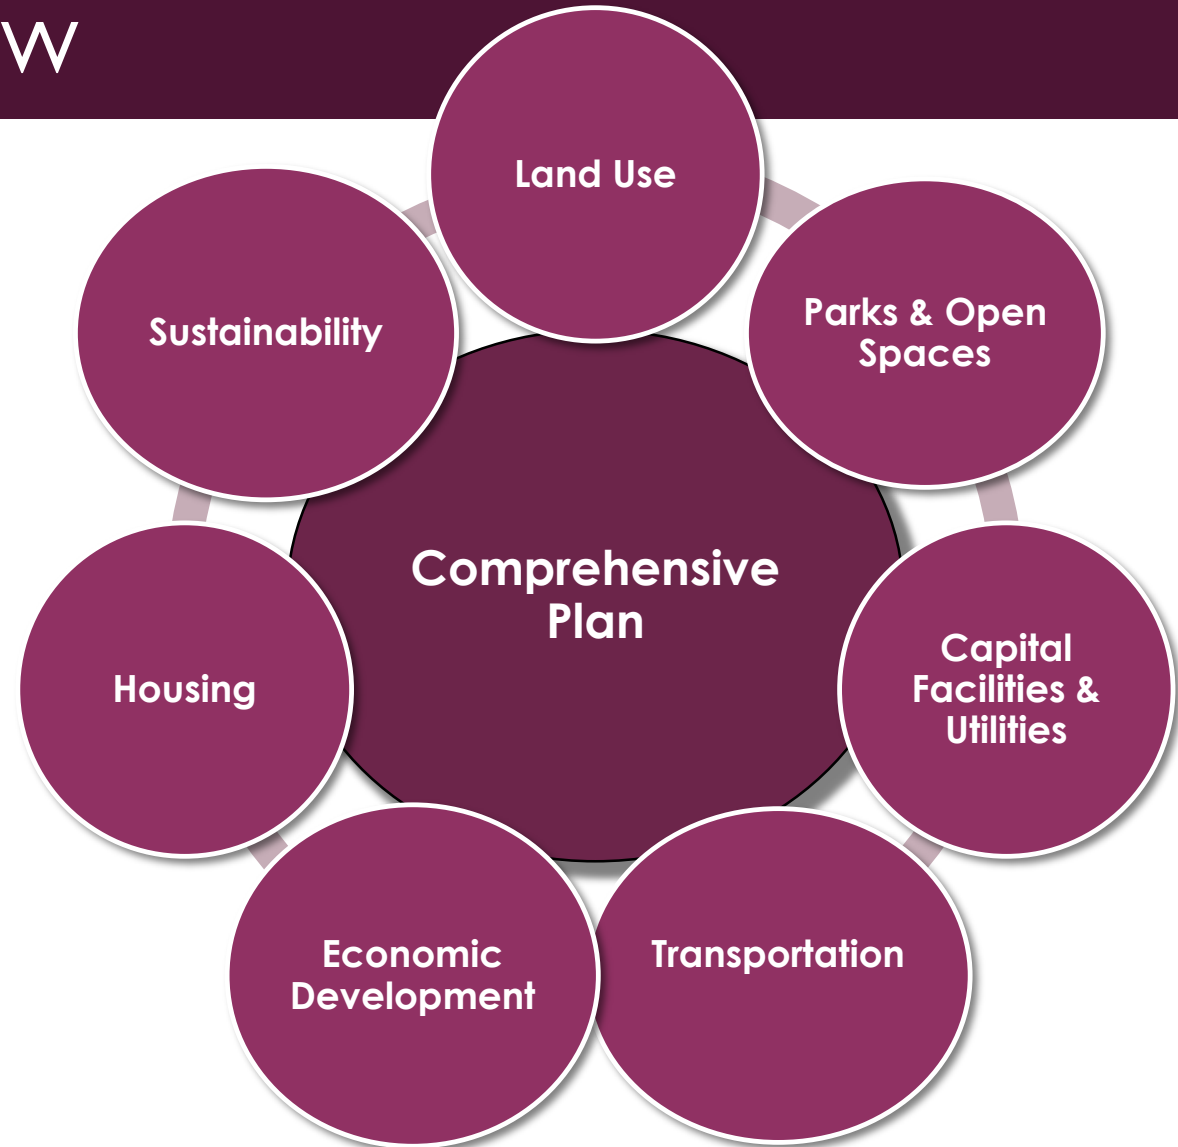 W
Land Use
Parks & Open
Spaces
Sustainability
Comprehensive
Plan
Capital
Facilities &
Utilities
Housing
Economic
Development
Transportation